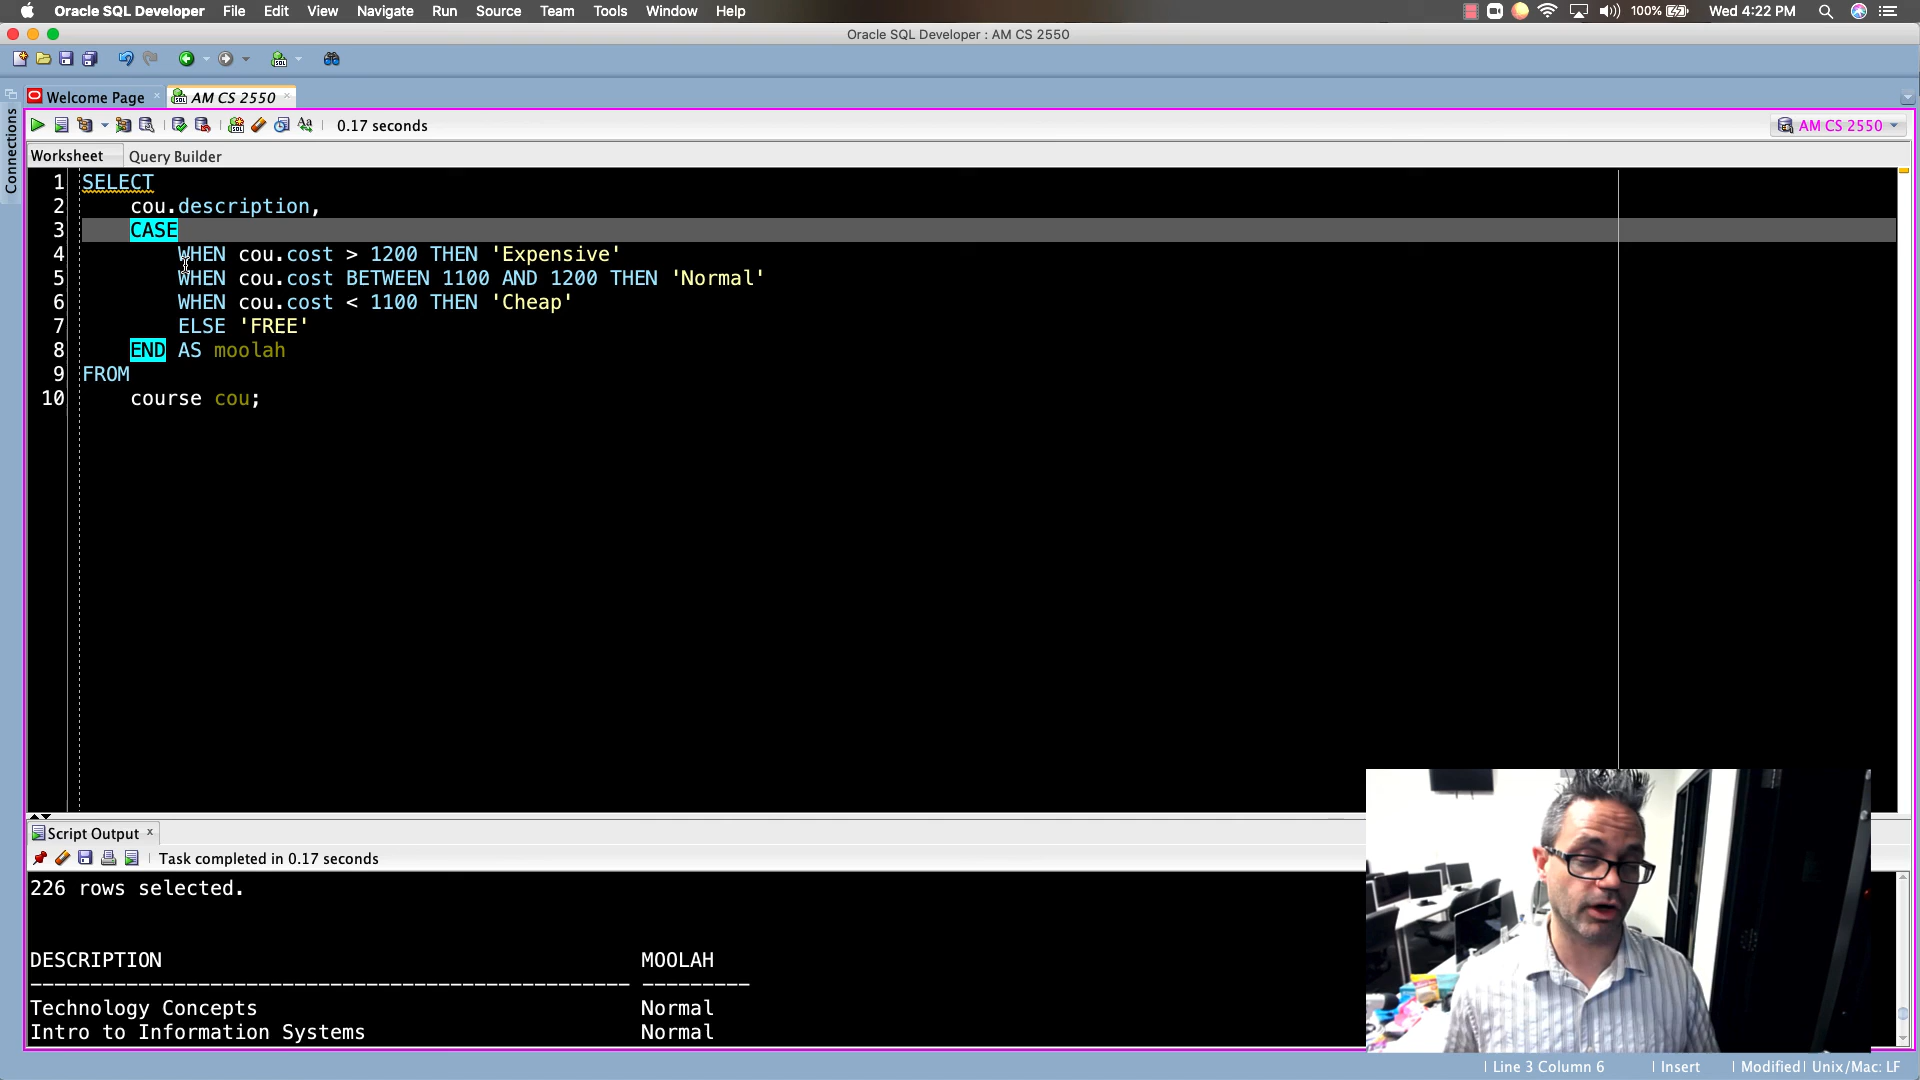 Oracle SQL Developer File Edit View Navigate Run Source Team Tools Window Help 100% Wed 4:22 PM
Oracle SQL Developer : AM CS 2550
Connections
Welcome Page AM CS 2550
0.17 seconds AM CS 2550
Worksheet Query Builder
1 SELECT
2 cou.description,
3 CASE
4 WHEN cou.cost > 1200 THEN 'Expensive'
5 WHEN cou.cost BETWEEN 1100 AND 1200 THEN 'Normal'
6 WHEN cou.cost < 1100 THEN 'Cheap'
7 ELSE 'FREE'
8 END AS moolah
9 FROM
10 course cou;
Script Output
Task completed in 0.17 seconds
226 rows selected.
DESCRIPTION MOOLAH
-------------------------------------------------- ---------
Technology Concepts Normal
Intro to Information Systems Normal
Line 3 Column 6 Insert Modified Unix/Mac: LF